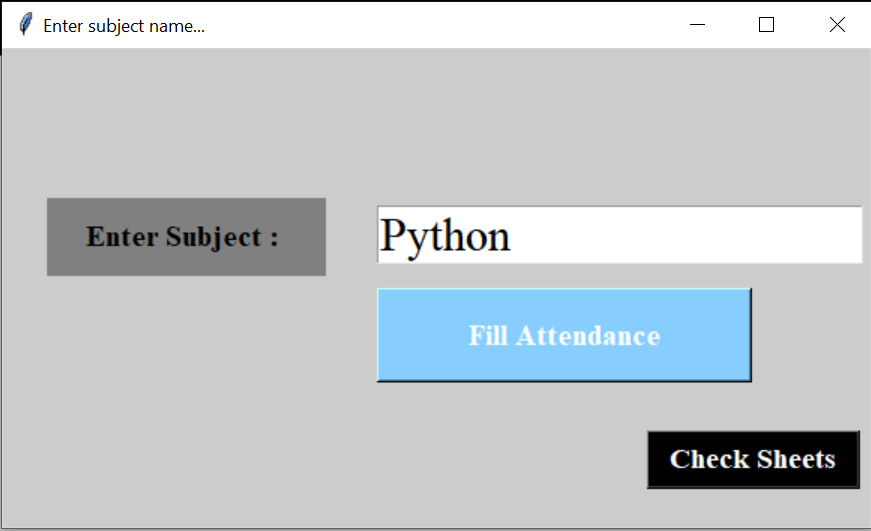 Enter subject name...
Enter Subject :
Python
Fill Attendance
Check Sheets